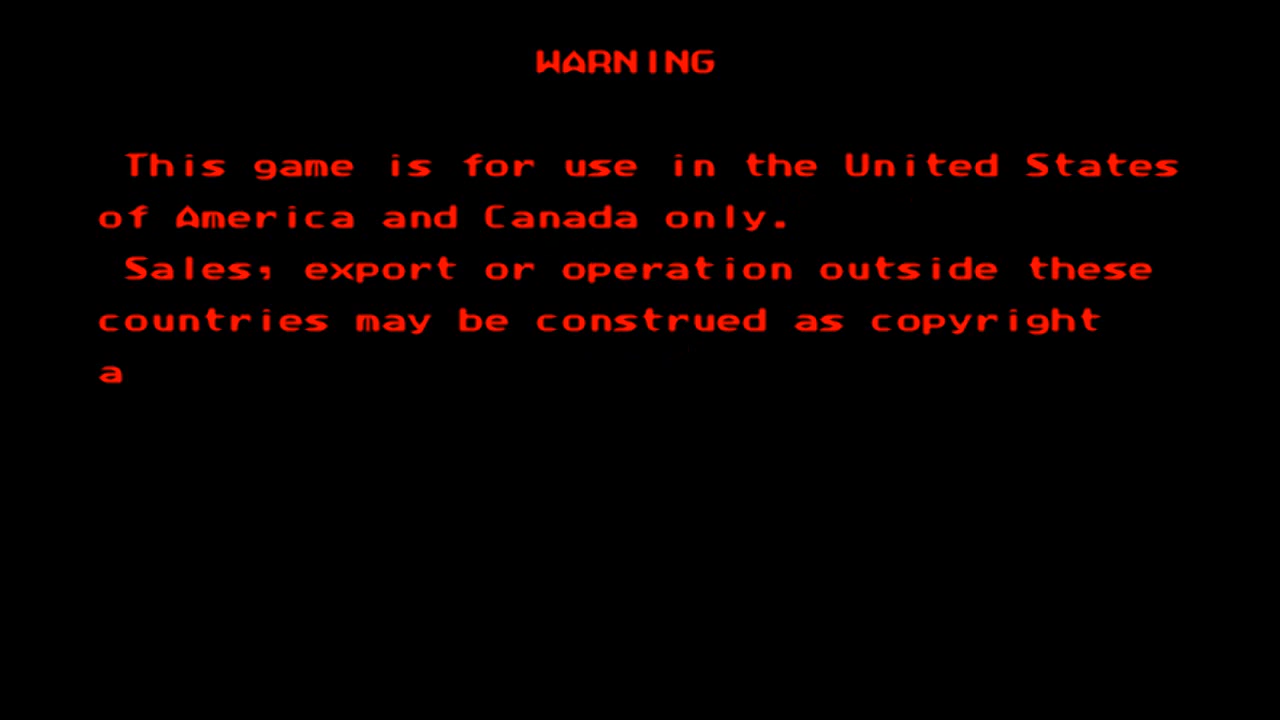 WARNING
This game is for use in the United States
of America and Canada only.
Sales, export or operation outside these
countries may be construed as copyright
a